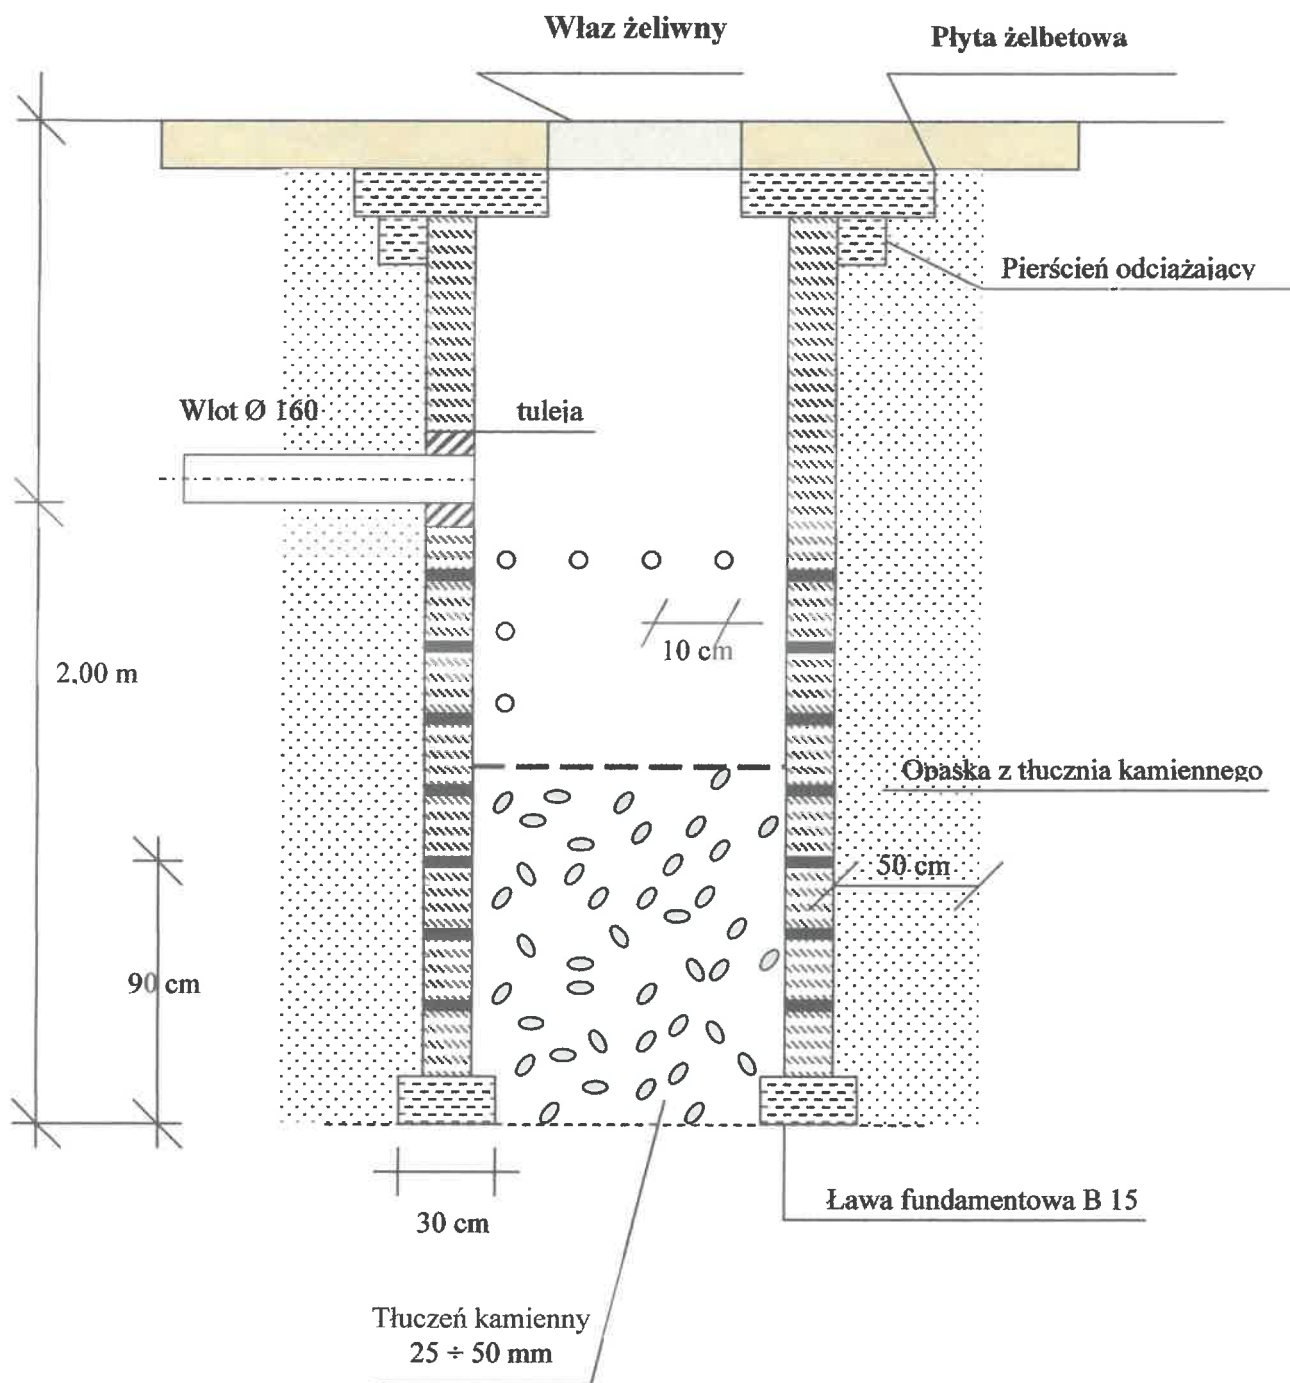 Właz żeliwny
Płyta żelbetowa
Pierścień odciążający
Wlot Ø 160
tuleja
10 cm
2,00 m
Opaska z tłucznia kamiennego
50 cm
90 cm
30 cm
Ława fundamentowa B 15
Tłuczeń kamienny
25 ÷ 50 mm